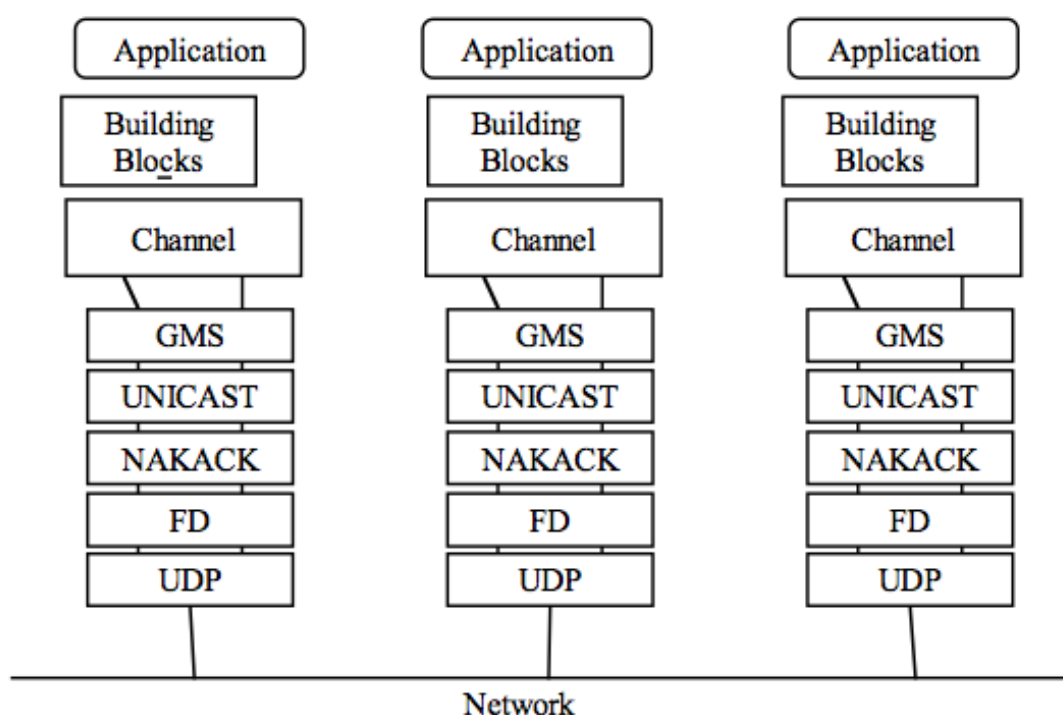 Application
Application
Application
Building
Blocks
Building
Blocks
Building
Blocks
Channel
Channel
Channel
GMS
GMS
GMS
UNICAST
UNICAST
UNICAST
NAKACK
NAKACK
NAKACK
FD
FD
FD
UDP
UDP
UDP
Network